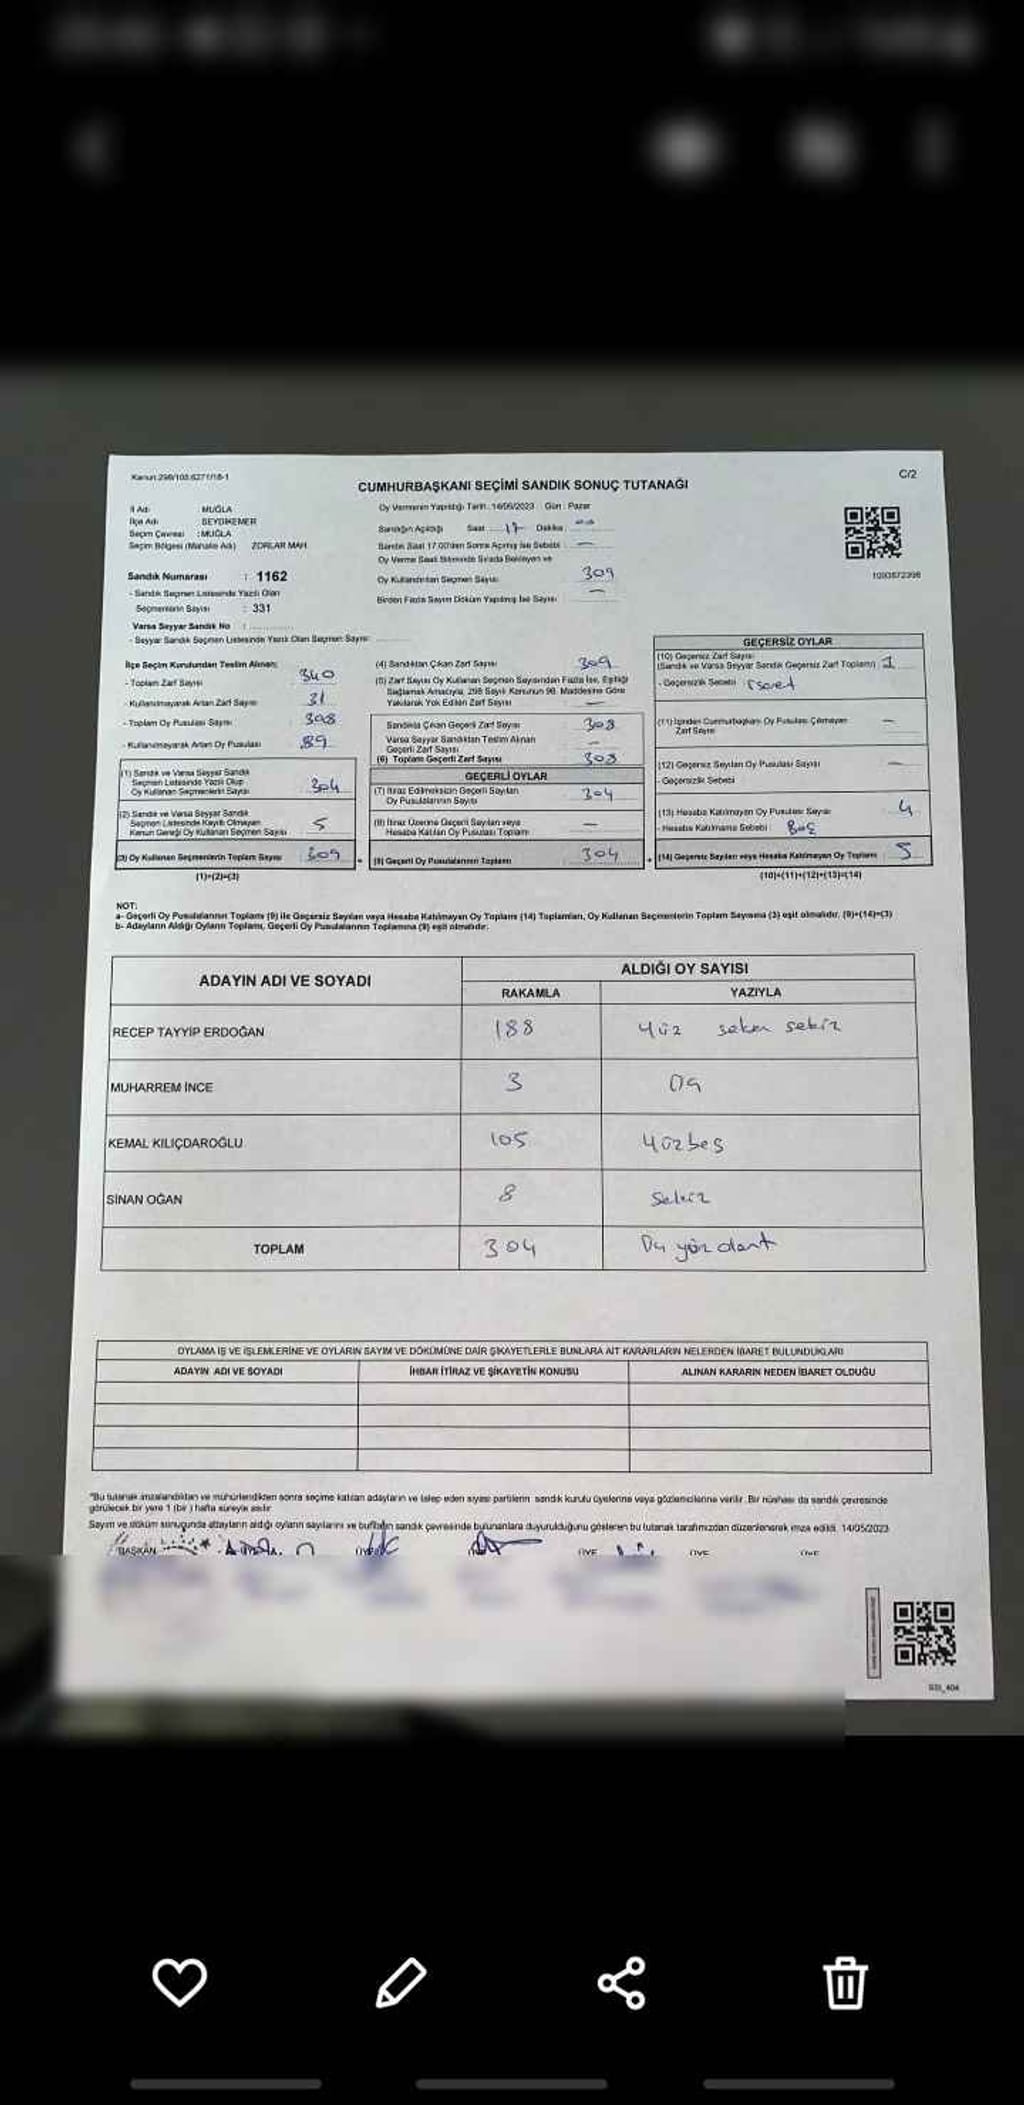 Kanun:298/103,6271/18-1
C/2
CUMHURBAŞKANI SEÇİMİ SANDIK SONUÇ TUTANAĞI
İl Adı MUĞLA
İlçe Adı SEYDİKEMER
Seçim Çevresi : MUĞLA
Seçim Bölgesi (Mahalle Adı) ZORLAR MAH.
Sandık Numarası : 1162
- Sandık Seçmen Listesinde Yazılı Olan
Seçmenlerin Sayısı : 331
Varsa Seyyar Sandık No :
- Seyyar Sandık Seçmen Listesinde Yazılı Olan Seçmen Sayısı
Oy Vermenin Yapıldığı Tarih : 14/05/2023 Gün : Pazar
Sandığın Açıldığı Saat 17 Dakika
Sandık Saat 17.00'den Sonra Açılmış İse Sebebi —
Oy Verme Saati Bitiminde Sırada Bekleyen ve
Oy Kullandırılan Seçmen Sayısı 309
Birden Fazla Sayım Döküm Yapılmış İse Sayısı —
1093872398
İlçe Seçim Kurulundan Teslim Alınan:
- Toplam Zarf Sayısı 340
- Kullanılmayarak Artan Zarf Sayısı 31
- Toplam Oy Pusulası Sayısı 398
- Kullanılmayarak Artan Oy Pusulası 89
(1) Sandık ve Varsa Seyyar Sandık
Seçmen Listesinde Yazılı Olup
Oy Kullanan Seçmenlerin Sayısı 304
(2) Sandık ve Varsa Seyyar Sandık
Seçmen Listesinde Kayıtlı Olmayan
Kanun Gereği Oy Kullanan Seçmen Sayısı 5
(3) Oy Kullanan Seçmenlerin Toplam Sayısı 309
(1)+(2)=(3)
(4) Sandıktan Çıkan Zarf Sayısı 309
(5) Zarf Sayısı Oy Kullanan Seçmen Sayısından Fazla İse, Eşitliği
Sağlamak Amacıyla, 298 Sayılı Kanunun 98. Maddesine Göre
Yakılarak Yok Edilen Zarf Sayısı —
Sandıkta Çıkan Geçerli Zarf Sayısı 308
Varsa Seyyar Sandıktan Teslim Alınan
Geçerli Zarf Sayısı —
(6) Toplam Geçerli Zarf Sayısı 308
GEÇERLİ OYLAR
(7) İtiraz Edilmeksizin Geçerli Sayılan
Oy Pusulalarının Sayısı 304
(8) İtiraz Üzerine Geçerli Sayılan veya
Hesaba Katılan Oy Pusulası Toplamı —
(9) Geçerli Oy Pusulalarının Toplamı 304
GEÇERSİZ OYLAR
(10) Geçersiz Zarf Sayısı
(Sandık ve Varsa Seyyar Sandık Geçersiz Zarf Toplamı) 1
- Geçersizlik Sebebi İşaret
(11) İçinden Cumhurbaşkanı Oy Pusulası Çıkmayan
Zarf Sayısı —
(12) Geçersiz Sayılan Oy Pusulası Sayısı —
- Geçersizlik Sebebi
(13) Hesaba Katılmayan Oy Pusulası Sayısı 4
- Hesaba Katılmama Sebebi Boş
(14) Geçersiz Sayılan veya Hesaba Katılmayan Oy Toplamı 5
(10)+(11)+(12)+(13)=(14)
NOT:
a- Geçerli Oy Pusulalarının Toplamı (9) ile Geçersiz Sayılan veya Hesaba Katılmayan Oy Toplamı (14) Toplamları, Oy Kullanan Seçmenlerin Toplam Sayısına (3) eşit olmalıdır. (9)+(14)=(3)
b- Adayların Aldığı Oyların Toplamı, Geçerli Oy Pusulalarının Toplamına (9) eşit olmalıdır.
ADAYIN ADI VE SOYADI ALDIĞI OY SAYISI
RAKAMLA YAZIYLA
RECEP TAYYİP ERDOĞAN 188 Yüz seksen sekiz
MUHARREM İNCE 3 Üç
KEMAL KILIÇDAROĞLU 105 Yüzbeş
SİNAN OĞAN 8 Sekiz
TOPLAM 304 Üç yüz dört
OYLAMA İŞ VE İŞLEMLERİNE VE OYLARIN SAYIM VE DÖKÜMÜNE DAİR ŞİKAYETLERLE BUNLARA AİT KARARLARIN NELERDEN İBARET BULUNDUKLARI
ADAYIN ADI VE SOYADI İHBAR İTİRAZ VE ŞİKAYETİN KONUSU ALINAN KARARIN NEDEN İBARET OLDUĞU
*Bu tutanak imzalandıktan ve mühürlendikten sonra seçime katılan adayların ve talep eden siyasi partilerin sandık kurulu üyelerine veya gözlemcilerine verilir. Bir nüshası da sandık çevresinde
görülecek bir yere 1 (bir) hafta süreyle asılır.
Sayım ve döküm sonucunda adayların aldığı oyların sayılarını ve bunların sandık çevresinde bulunanlara duyurulduğunu gösteren bu tutanak tarafımızdan düzenlenerek imza edildi. 14/05/2023
BAŞKAN ÜYE ÜYE ÜYE